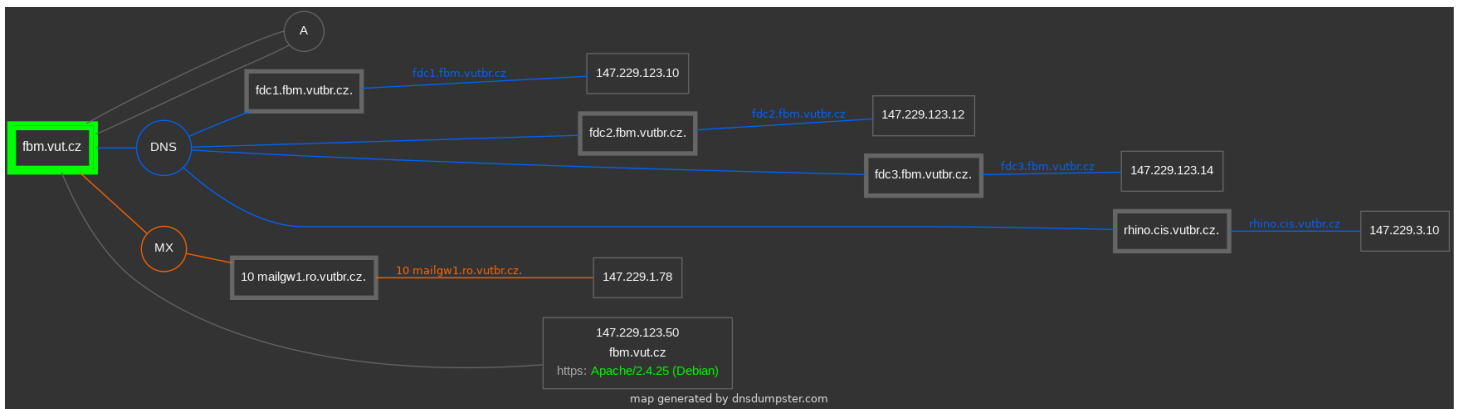 A
fdc1.fbm.vutbr.cz.
fdc1.fbm.vutbr.cz
147.229.123.10
fbm.vut.cz
DNS
fdc2.fbm.vutbr.cz.
fdc2.fbm.vutbr.cz
147.229.123.12
fdc3.fbm.vutbr.cz.
fdc3.fbm.vutbr.cz
147.229.123.14
rhino.cis.vutbr.cz.
rhino.cis.vutbr.cz
147.229.3.10
MX
10 mailgw1.ro.vutbr.cz.
10 mailgw1.ro.vutbr.cz.
147.229.1.78
147.229.123.50
fbm.vut.cz
https: Apache/2.4.25 (Debian)
map generated by dnsdumpster.com